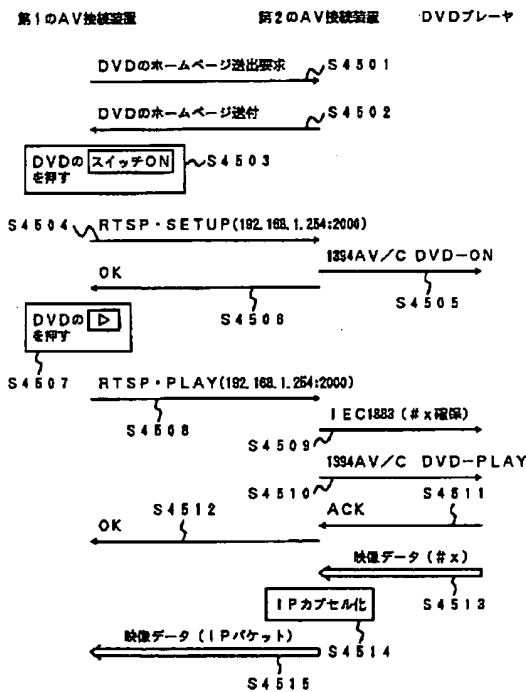 第1のAV接続装置 第2のAV接続装置 DVDプレーヤ
DVDのホームページ送出要求 S4501
DVDのホームページ送付 S4502
DVDの スイッチON
を押す
S4503
S4504 RTSP・SETUP(192.168.1.254:2000)
1394AV/C DVD-ON
OK
S4505
S4506
DVDの ▷
を押す
S4507 RTSP・PLAY(192.168.1.254:2000)
S4508
IEC1883(#x確保)
S4509
1394AV/C DVD-PLAY
S4510
S4511
S4512
ACK
OK
映像データ(#x)
S4513
IPカプセル化
S4514
映像データ(IPパケット)
S4515